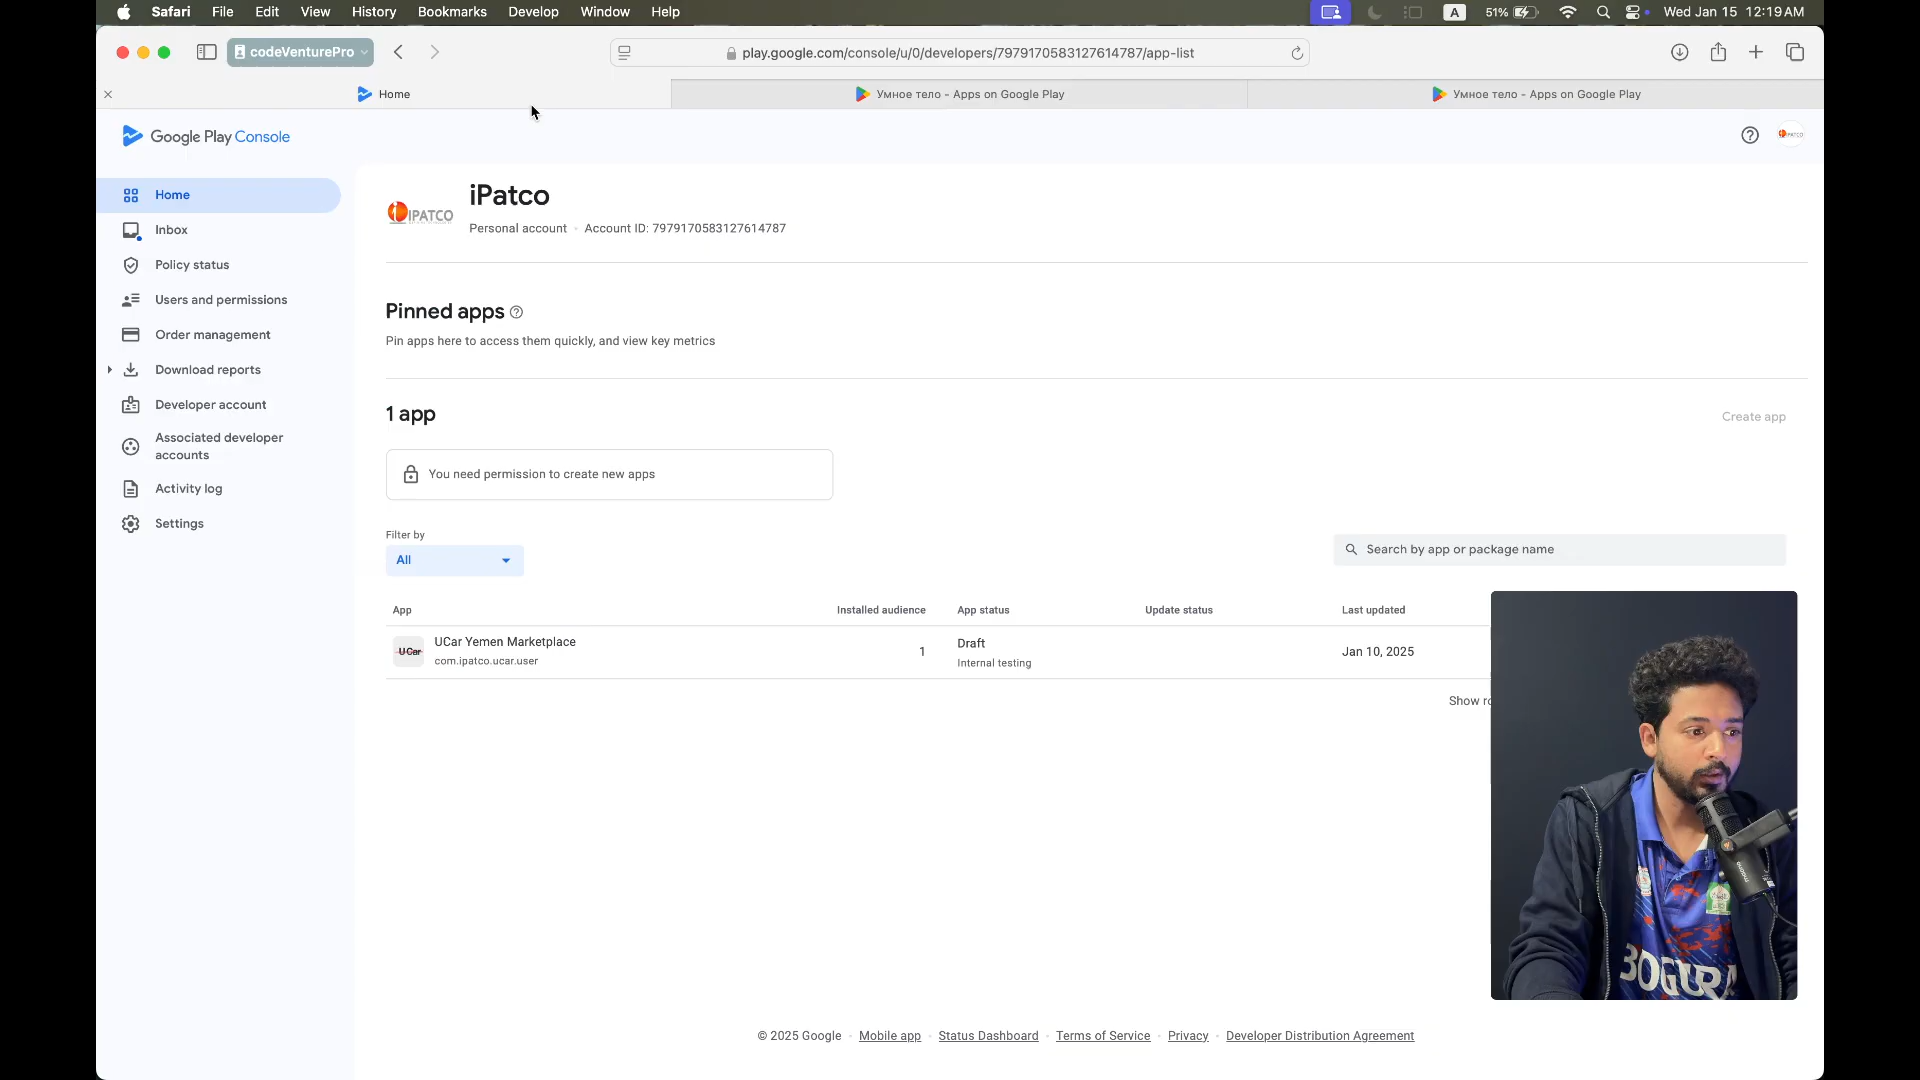 Safari File Edit View History Bookmarks Develop Window Help A 51% Wed Jan 15 12:19 AM
codeVenturePro play.google.com/console/u/0/developers/7979170583127614787/app-list
Home Умное тело - Apps on Google Play Умное тело - Apps on Google Play
Google Play Console
Home
Inbox
Policy status
Users and permissions
Order management
Download reports
Developer account
Associated developer
accounts
Activity log
Settings
IPATCO
iPatco
Personal account · Account ID: 7979170583127614787
Pinned apps
Pin apps here to access them quickly, and view key metrics
1 app
Create app
You need permission to create new apps
Filter by
All
Search by app or package name
App Installed audience App status Update status Last updated
UCar
UCar Yemen Marketplace
com.ipatco.ucar.user
1
Draft
Internal testing
Jan 10, 2025
Show ro
© 2025 Google · Mobile app · Status Dashboard · Terms of Service · Privacy · Developer Distribution Agreement